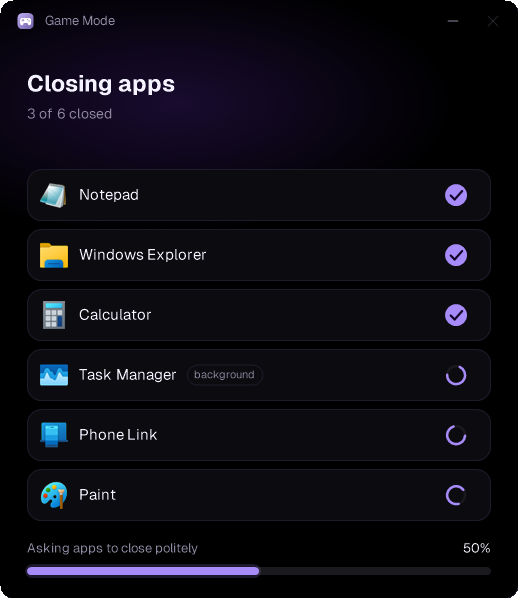 Game Mode
Closing apps
3 of 6 closed
Notepad
Windows Explorer
Calculator
Task Manager background
Phone Link
Paint
Asking apps to close politely 50%